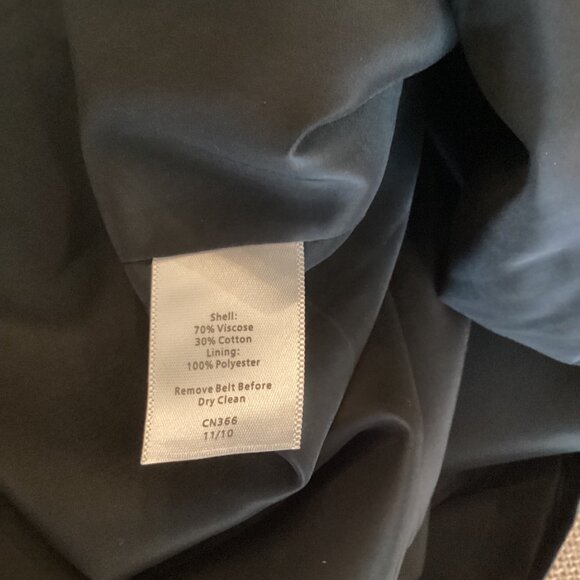 Shell:
70% Viscose
30% Cotton
Lining:
100% Polyester
Remove Belt Before
Dry Clean
CN366
11/10